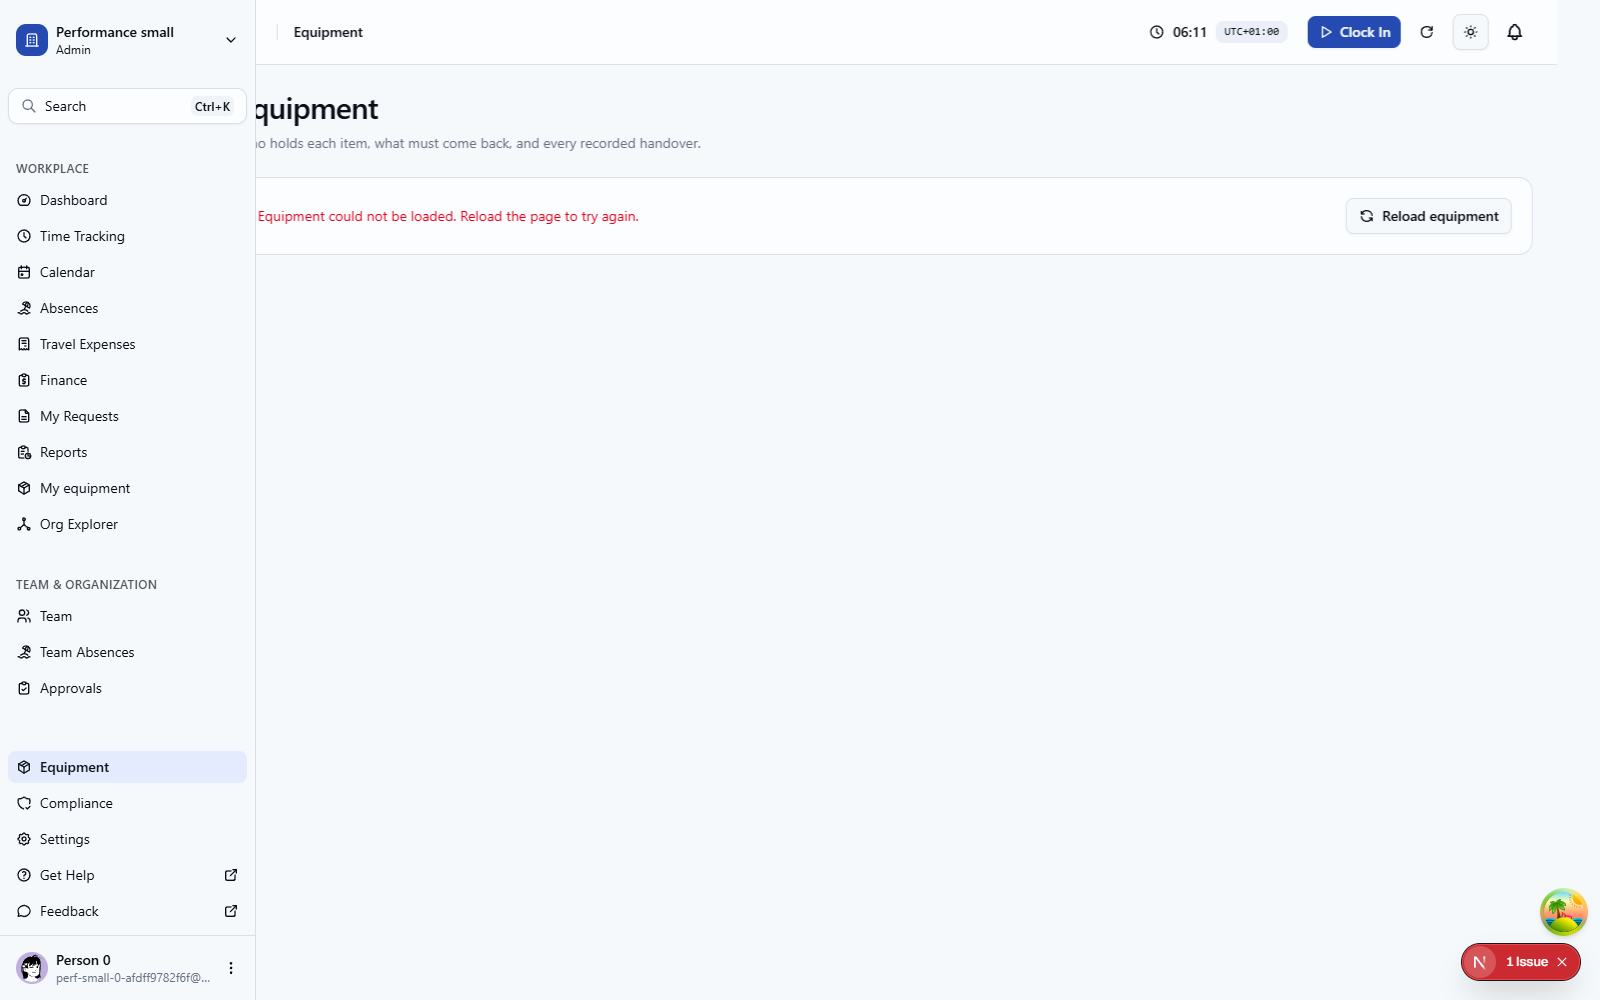 Performance small
Admin
Search
Ctrl+K
WORKPLACE
Dashboard
Time Tracking
Calendar
Absences
Travel Expenses
Finance
My Requests
Reports
My equipment
Org Explorer
TEAM & ORGANIZATION
Team
Team Absences
Approvals
Equipment
Compliance
Settings
Get Help
Feedback
Person 0
perf-small-0-afdff9782f6f@...
Equipment
06:11 UTC+01:00 Clock In
quipment
o holds each item, what must come back, and every recorded handover.
Equipment could not be loaded. Reload the page to try again.
Reload equipment
N 1 Issue